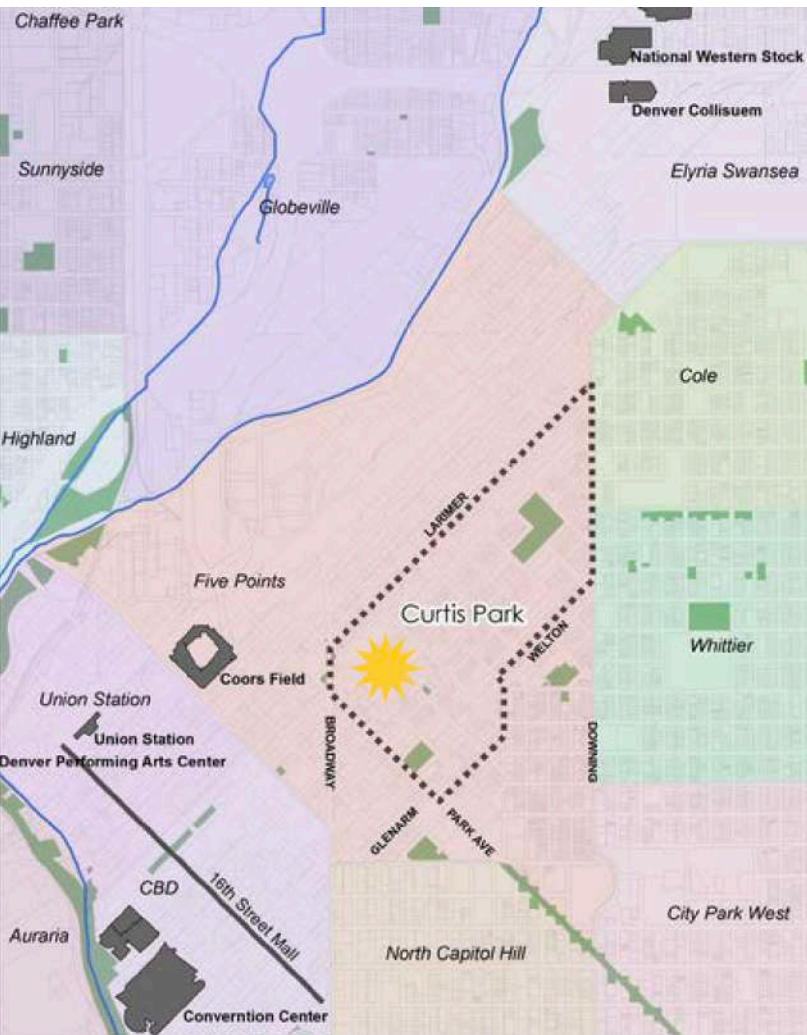 Chaffee Park
National Western Stock
Denver Collisuem
Sunnyside
Elyria Swansea
Globeville
Cole
Highland
LARIMER
Five Points
Curtis Park
WELTON
Whittier
Coors Field
Union Station
Union Station
Denver Performing Arts Center
BROADWAY
DOWNING
GLENARM
PARK AVE
16th Street Mall
CBD
City Park West
Auraria
North Capitol Hill
Converntion Center